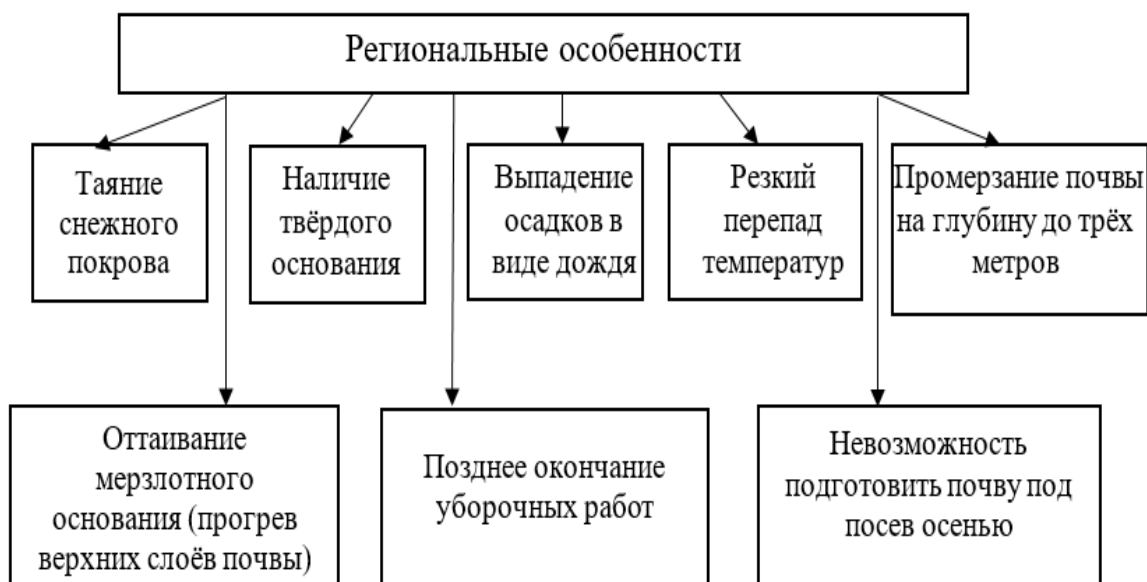 Региональные особенности
Таяние
снежного
покрова
Наличие
твёрдого
основания
Выпадение
осадков в
виде дождя
Резкий
перепад
температур
Промерзание почвы
на глубину до трёх
метров
Оттаивание
мерзлотного
основания (прогрев
верхних слоёв почвы)
Позднее окончание
уборочных работ
Невозможность
подготовить почву под
посев осенью